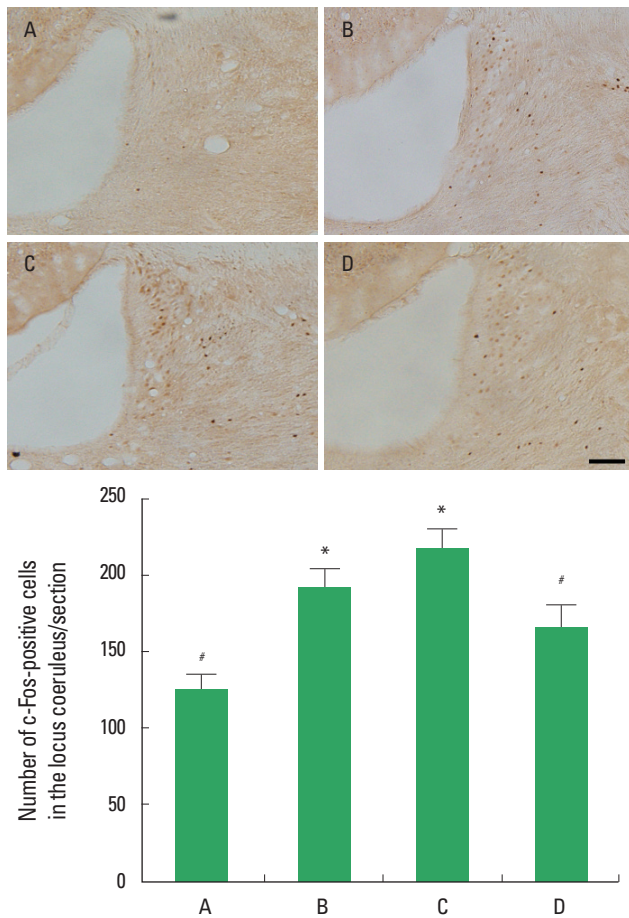 A
B
C
D
Number of c-Fos-positive cells
in the locus coeruleus/section
250
200
150
100
50
0
#
*
*
#
A
B
C
D